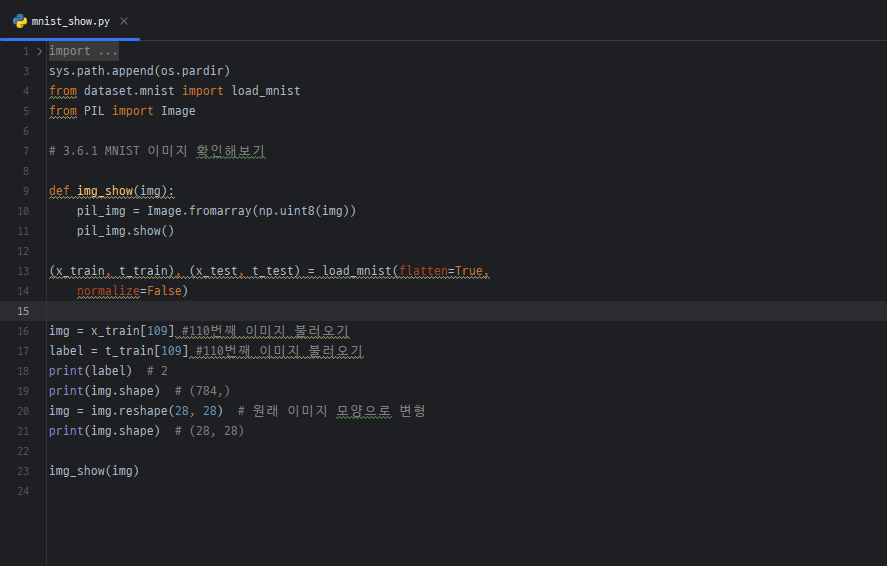 mnist_show.py
1 import ...
3 sys.path.append(os.pardir)
4 from dataset.mnist import load_mnist
5 from PIL import Image
6
7 # 3.6.1 MNIST 이미지 확인해보기
8
9 def img_show(img):
10 pil_img = Image.fromarray(np.uint8(img))
11 pil_img.show()
12
13 (x_train, t_train), (x_test, t_test) = load_mnist(flatten=True,
14 normalize=False)
15
16 img = x_train[109] #110번째 이미지 불러오기
17 label = t_train[109] #110번째 이미지 불러오기
18 print(label) # 2
19 print(img.shape) # (784,)
20 img = img.reshape(28, 28) # 원래 이미지 모양으로 변형
21 print(img.shape) # (28, 28)
22
23 img_show(img)
24